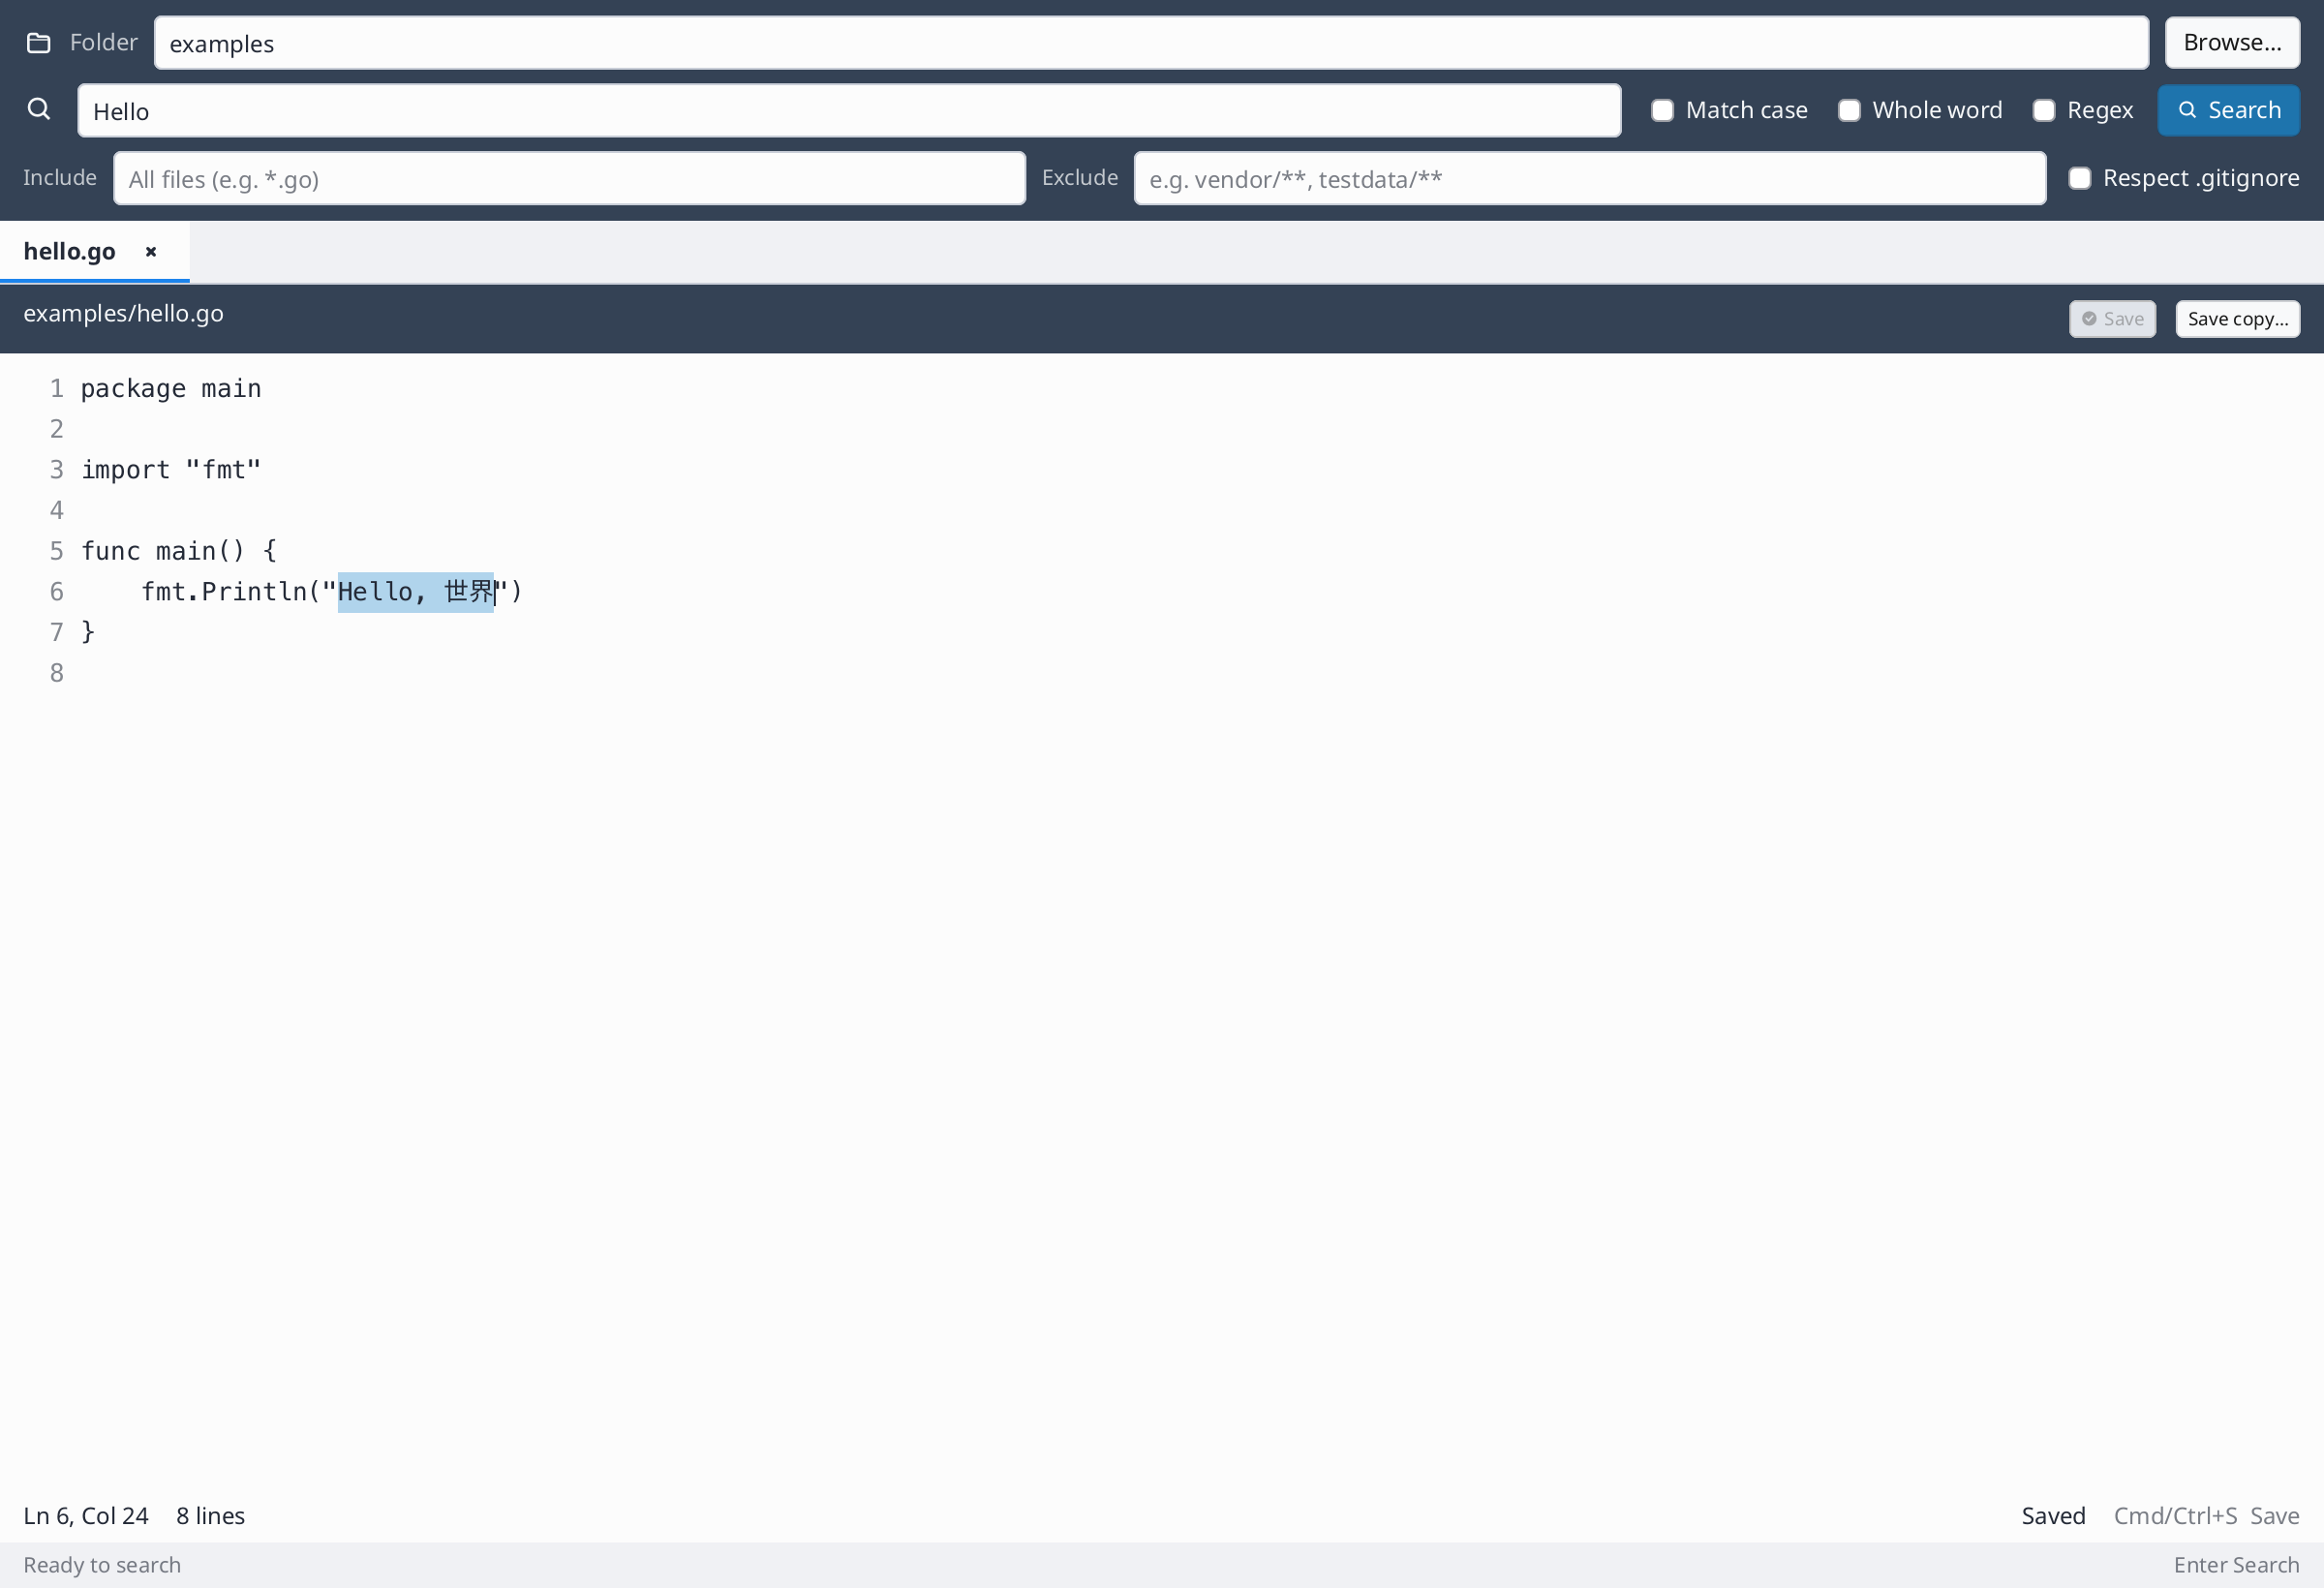 Folder examples Browse...
Hello Match case Whole word Regex Search
Include All files (e.g. *.go) Exclude e.g. vendor/**, testdata/** Respect .gitignore
hello.go ×
examples/hello.go Save Save copy...
1 package main
2
3 import "fmt"
4
5 func main() {
6     fmt.Println("Hello, 世界")
7 }
8
Ln 6, Col 24 8 lines Saved Cmd/Ctrl+S Save
Ready to search Enter Search